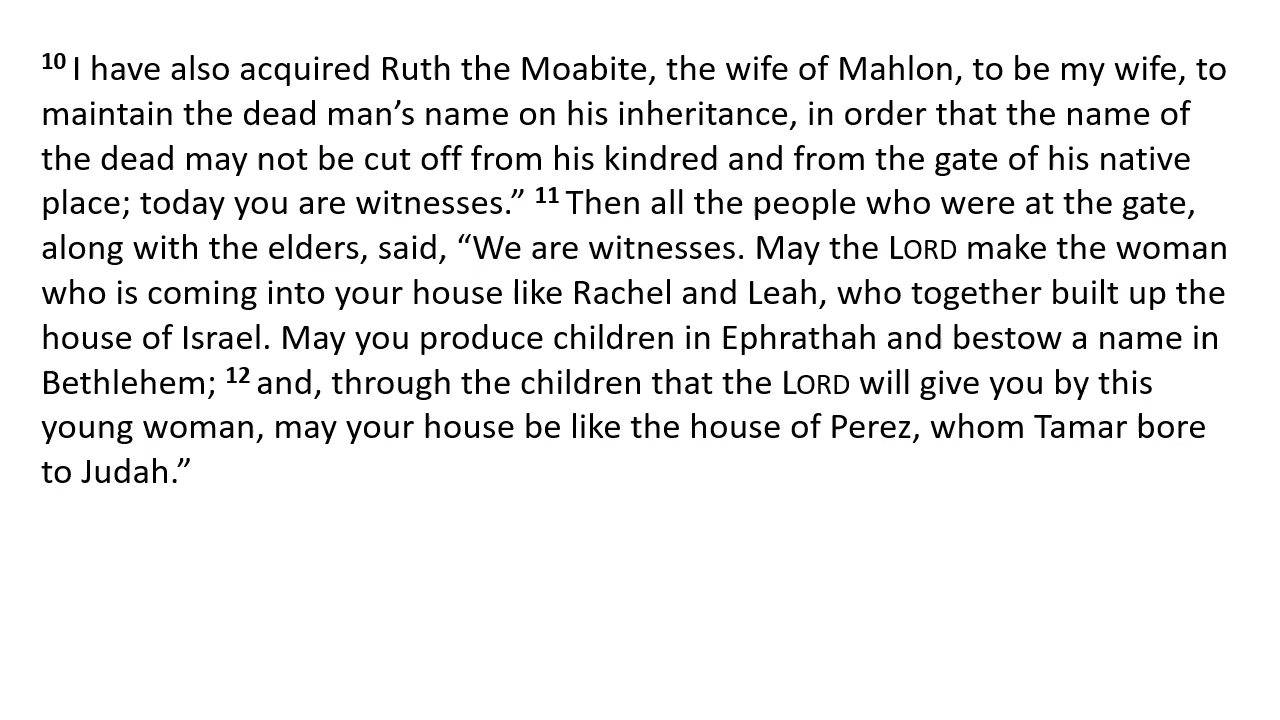 10 I have also acquired Ruth the Moabite, the wife of Mahlon, to be my wife, to
maintain the dead man’s name on his inheritance, in order that the name of
the dead may not be cut off from his kindred and from the gate of his native
place; today you are witnesses.” 11 Then all the people who were at the gate,
along with the elders, said, “We are witnesses. May the LORD make the woman
who is coming into your house like Rachel and Leah, who together built up the
house of Israel. May you produce children in Ephrathah and bestow a name in
Bethlehem; 12 and, through the children that the LORD will give you by this
young woman, may your house be like the house of Perez, whom Tamar bore
to Judah.”